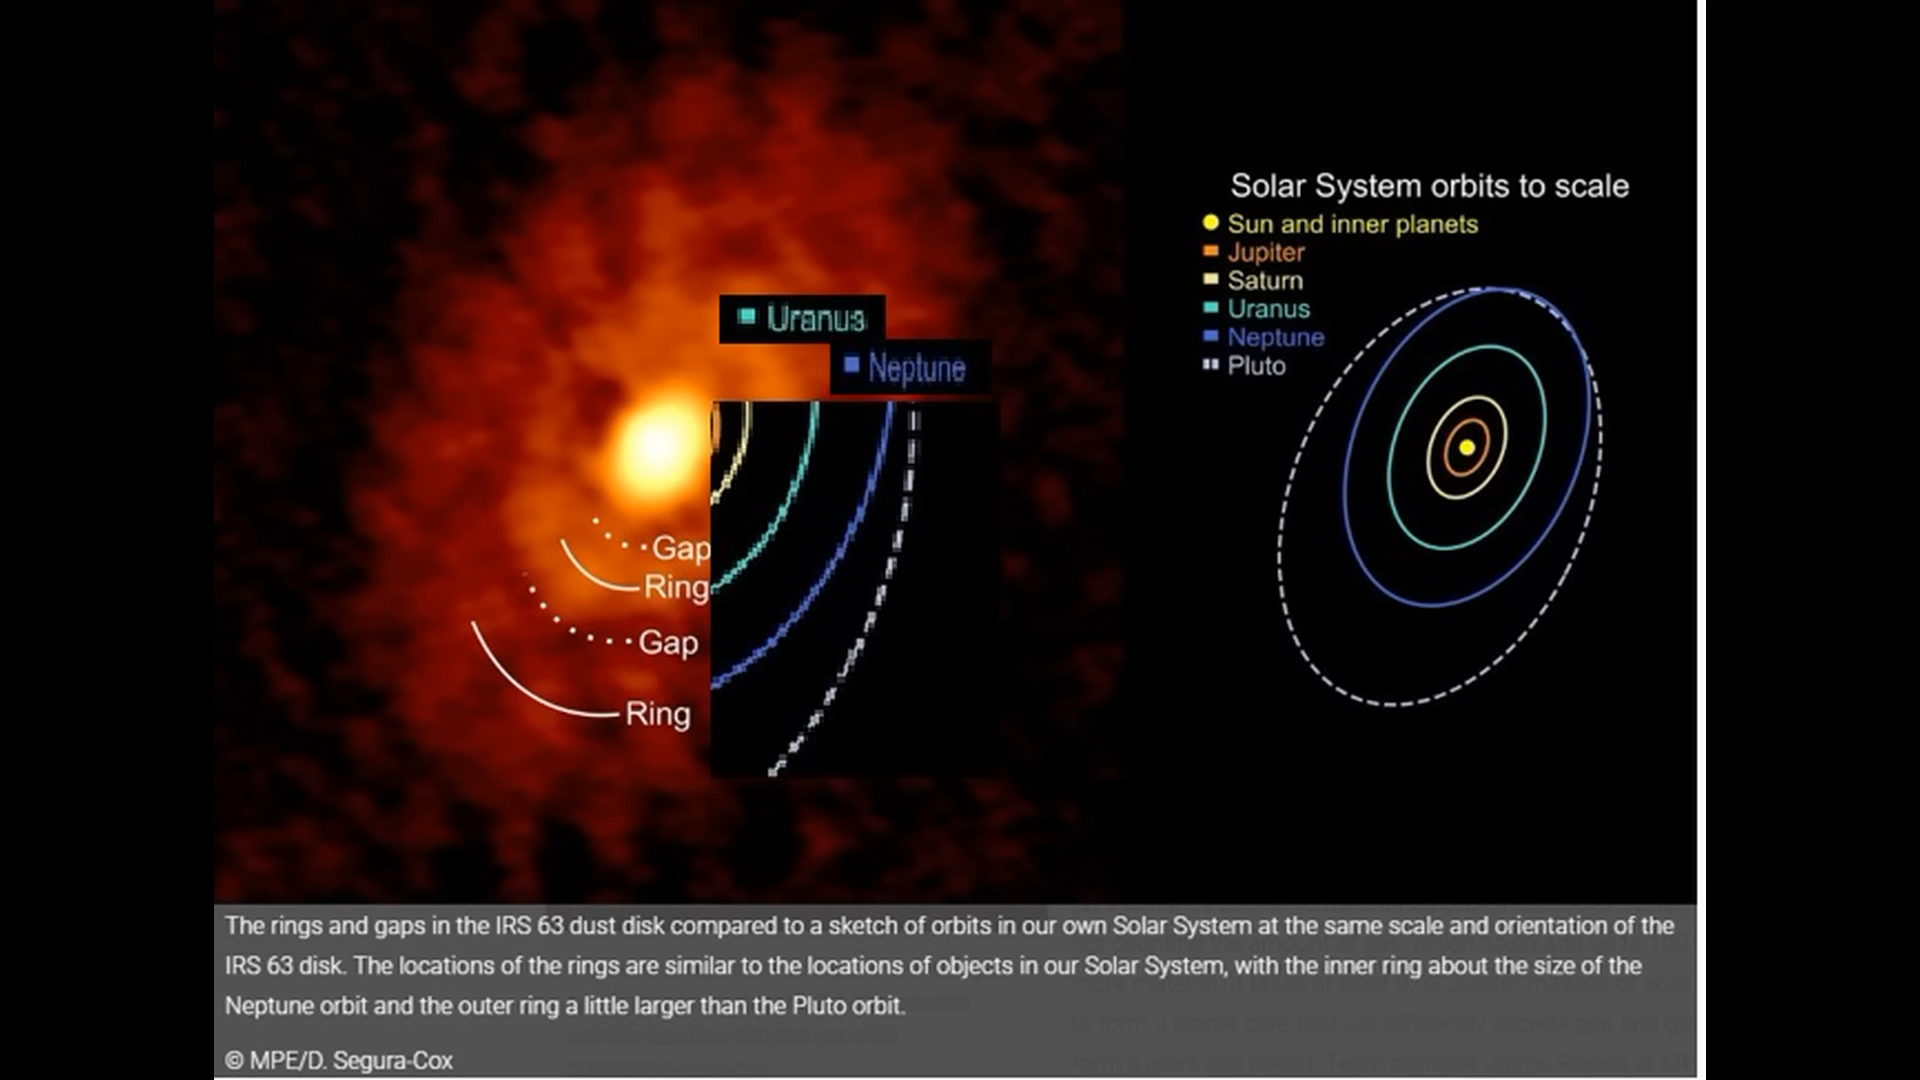 Solar System orbits to scale
Sun and inner planets
Jupiter
Saturn
Uranus
Neptune
Pluto
Uranus
Neptune
Gap
Ring
Gap
Ring
The rings and gaps in the IRS 63 dust disk compared to a sketch of orbits in our own Solar System at the same scale and orientation of the
IRS 63 disk. The locations of the rings are similar to the locations of objects in our Solar System, with the inner ring about the size of the
Neptune orbit and the outer ring a little larger than the Pluto orbit.
© MPE/D. Segura-Cox